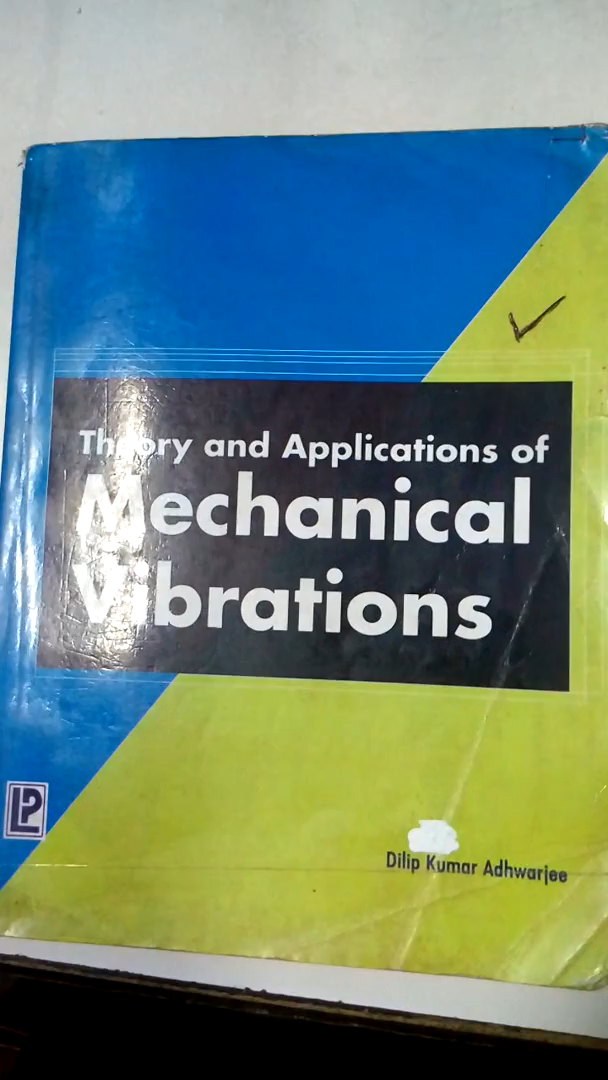 Theory and Applications of
Mechanical
Vibrations
LP
Dilip Kumar Adhwarjee